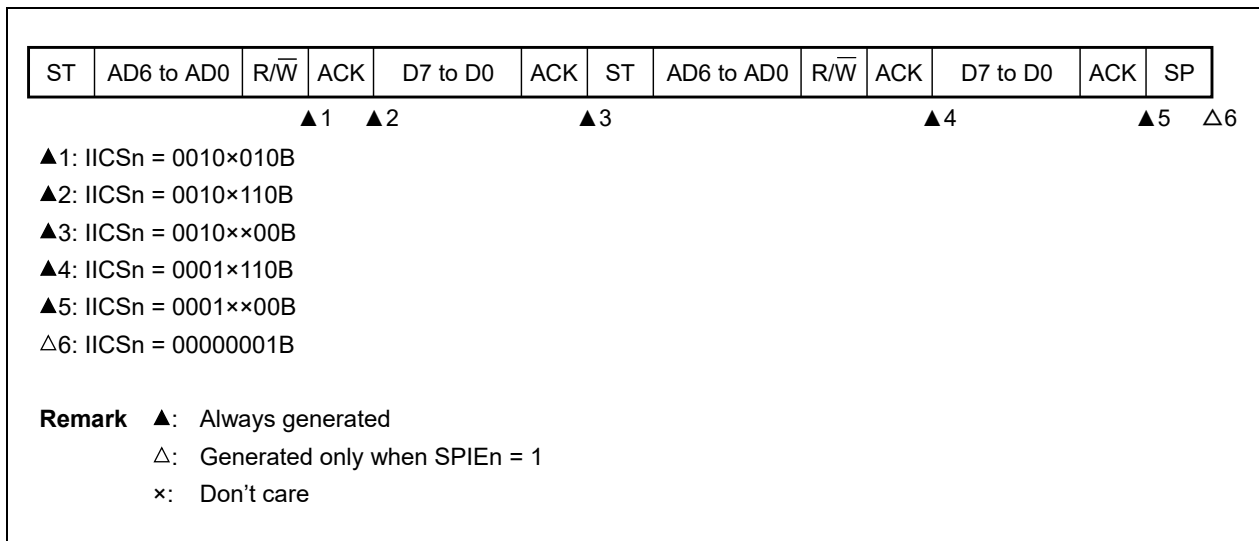 ST AD6 to AD0 R/W̅ ACK D7 to D0 ACK ST AD6 to AD0 R/W̅ ACK D7 to D0 ACK SP
▲1 ▲2 ▲3 ▲4 ▲5 △6
▲1: IICSn = 0010×010B
▲2: IICSn = 0010×110B
▲3: IICSn = 0010××00B
▲4: IICSn = 0001×110B
▲5: IICSn = 0001××00B
△6: IICSn = 00000001B
Remark ▲: Always generated
△: Generated only when SPIEn = 1
×: Don't care